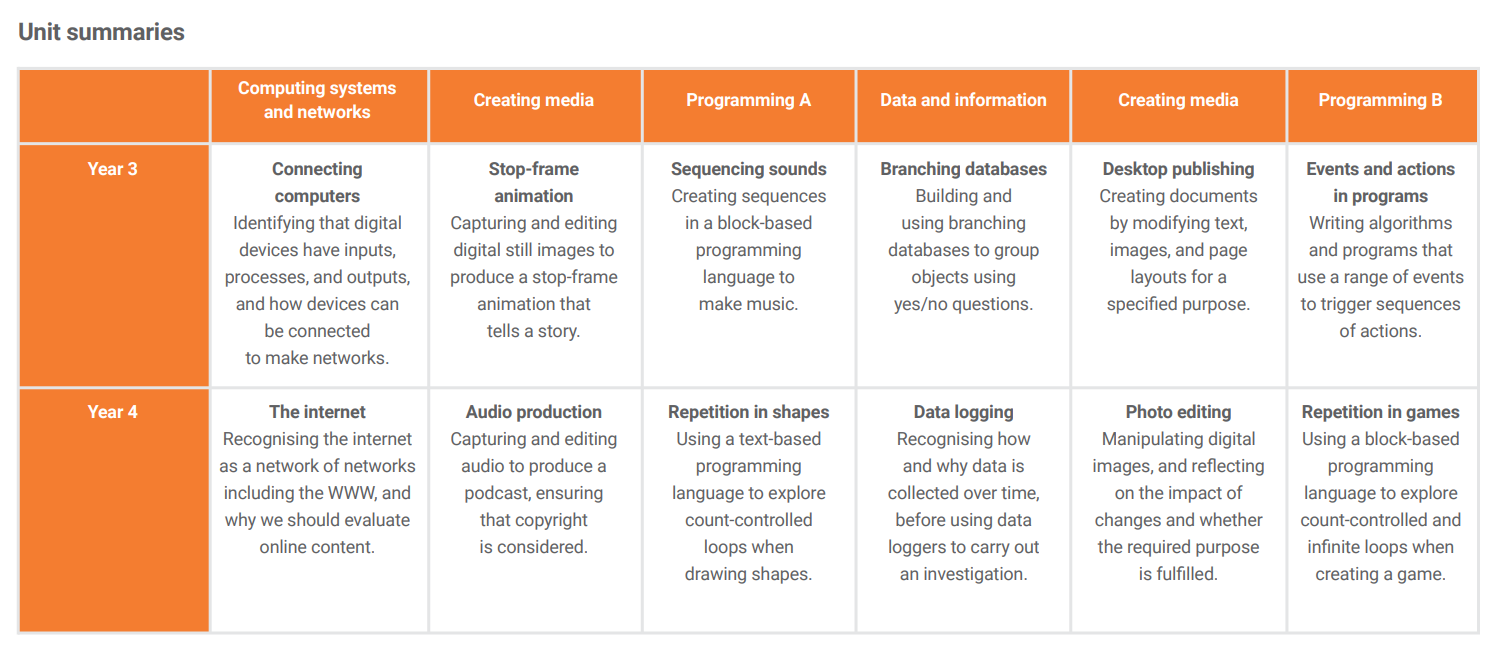 Unit summaries
Computing systems
and networks
Creating media
Programming A
Data and information
Creating media
Programming B
Year 3
Connecting
computers
Identifying that digital
devices have inputs,
processes, and outputs,
and how devices can
be connected
to make networks.
Stop-frame
animation
Capturing and editing
digital still images to
produce a stop-frame
animation that
tells a story.
Sequencing sounds
Creating sequences
in a block-based
programming
language to
make music.
Branching databases
Building and
using branching
databases to group
objects using
yes/no questions.
Desktop publishing
Creating documents
by modifying text,
images, and page
layouts for a
specified purpose.
Events and actions
in programs
Writing algorithms
and programs that
use a range of events
to trigger sequences
of actions.
Year 4
The internet
Recognising the internet
as a network of networks
including the WWW, and
why we should evaluate
online content.
Audio production
Capturing and editing
audio to produce a
podcast, ensuring
that copyright
is considered.
Repetition in shapes
Using a text-based
programming
language to explore
count-controlled
loops when
drawing shapes.
Data logging
Recognising how
and why data is
collected over time,
before using data
loggers to carry out
an investigation.
Photo editing
Manipulating digital
images, and reflecting
on the impact of
changes and whether
the required purpose
is fulfilled.
Repetition in games
Using a block-based
programming
language to explore
count-controlled and
infinite loops when
creating a game.